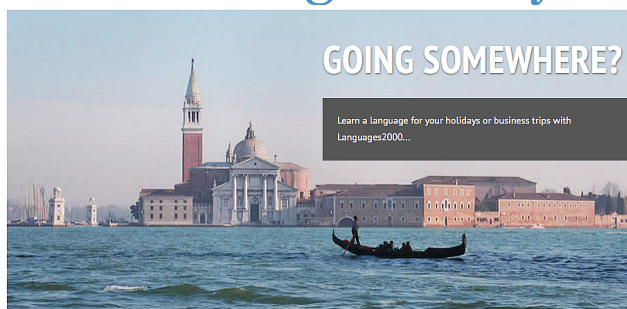 GOING SOMEWHERE?
Learn a language for your holidays or business trips with
Languages2000...